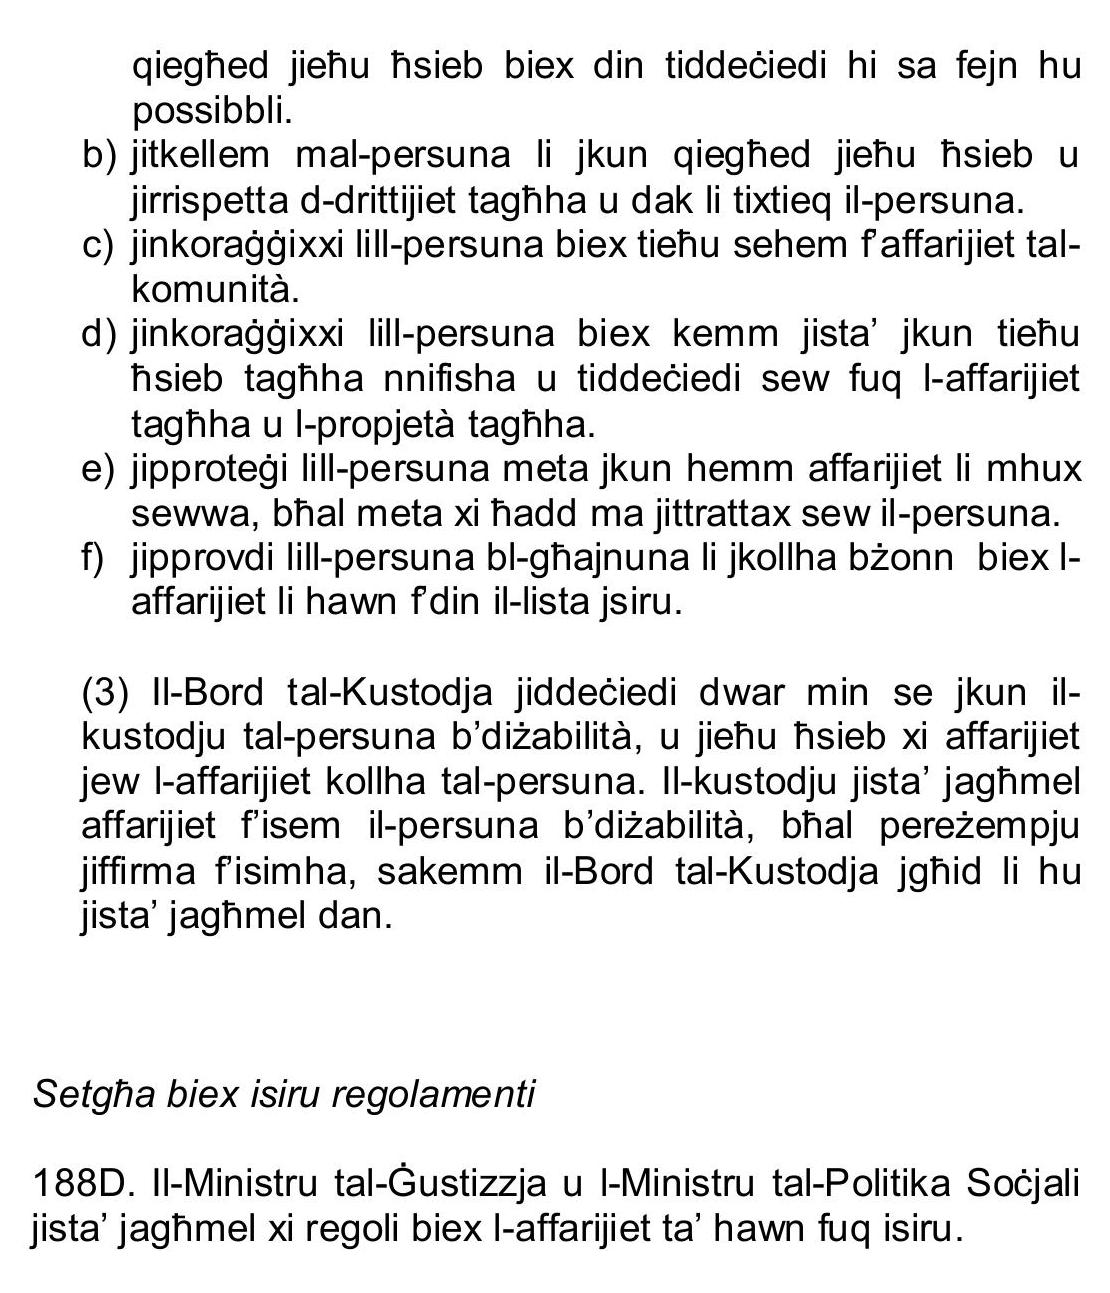 qiegħed jieħu ħsieb biex din tiddeċiedi hi sa fejn hu
possibbli.
b) jitkellem mal-persuna li jkun qiegħed jieħu ħsieb u
jirrispetta d-drittijiet tagħha u dak li tixtieq il-persuna.
c) jinkoraġġixxi lill-persuna biex tieħu sehem f'affarijiet tal-
komunità.
d) jinkoraġġixxi lill-persuna biex kemm jista' jkun tieħu
ħsieb tagħha nnifisha u tiddeċiedi sew fuq l-affarijiet
tagħha u l-propjetà tagħha.
e) jipproteġi lill-persuna meta jkun hemm affarijiet li mhux
sewwa, bħal meta xi ħadd ma jittrattax sew il-persuna.
f) jipprovdi lill-persuna bl-għajnuna li jkollha bżonn biex l-
affarijiet li hawn f'din il-lista jsiru.
(3) Il-Bord tal-Kustodja jiddeċiedi dwar min se jkun il-
kustodju tal-persuna b'diżabilità, u jieħu ħsieb xi affarijiet
jew l-affarijiet kollha tal-persuna. Il-kustodju jista' jagħmel
affarijiet f'isem il-persuna b'diżabilità, bħal pereżempju
jiffirma f'isimha, sakemm il-Bord tal-Kustodja jgħid li hu
jista' jagħmel dan.
Setgħa biex isiru regolamenti
188D. Il-Ministru tal-Ġustizzja u l-Ministru tal-Politika Soċjali
jista' jagħmel xi regoli biex l-affarijiet ta' hawn fuq isiru.